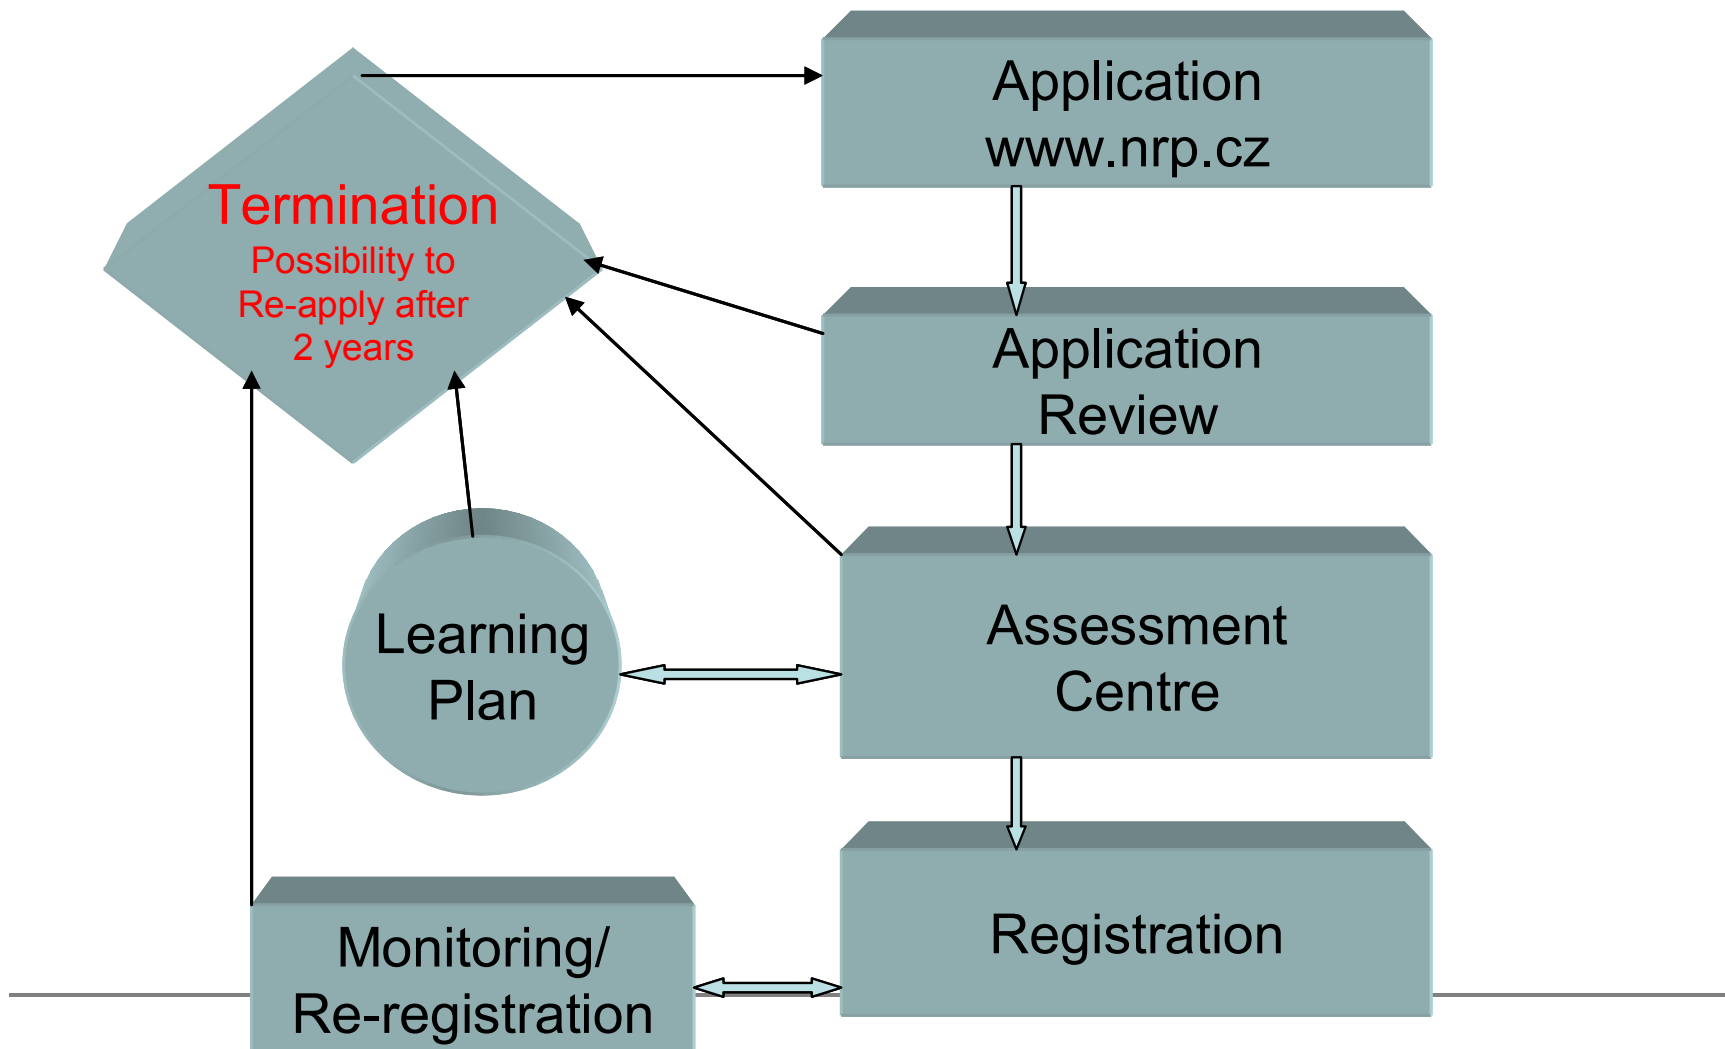 Application
www.nrp.cz
Termination
Possibility to
Re-apply after
2 years
Application
Review
Learning
Plan
Assessment
Centre
Monitoring/
Re-registration
Registration